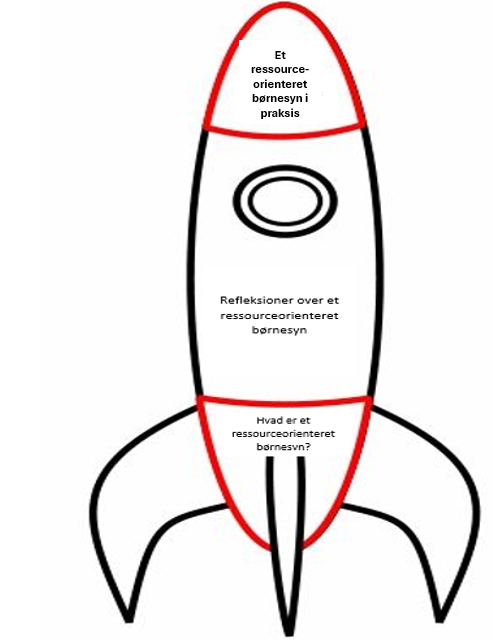 Et
ressource-
orienteret
børnesyn i
praksis
Refleksioner over et
ressourceorienteret
børnesyn
Hvad er et
ressourceorienteret
børnesyn?